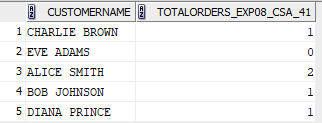 CUSTOMERNAME TOTALORDERS_EXP08_CSA_41
1 CHARLIE BROWN 1
2 EVE ADAMS 0
3 ALICE SMITH 2
4 BOB JOHNSON 1
5 DIANA PRINCE 1